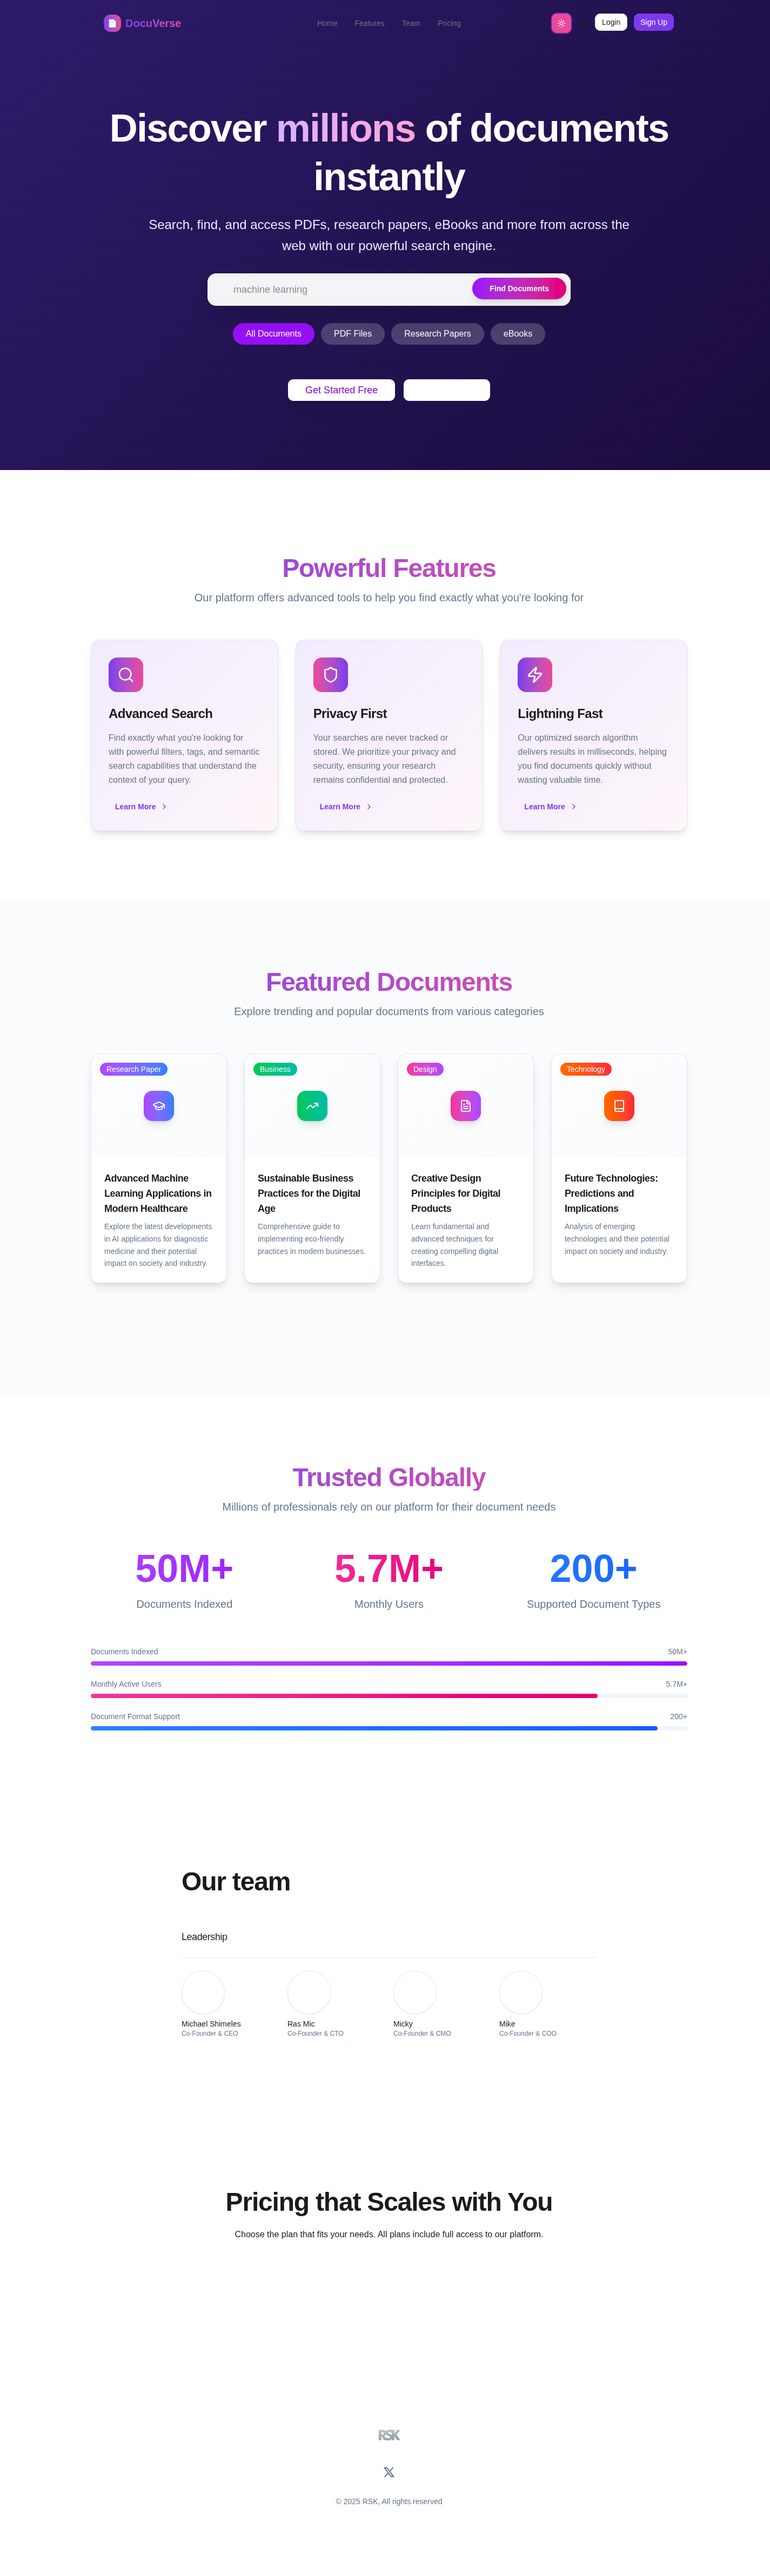 DocuVerse
Home
Features
Team
Pricing
Login
Sign Up
Discover millions of documents
instantly
Search, find, and access PDFs, research papers, eBooks and more from across the
web with our powerful search engine.
machine learning
Find Documents
All Documents
PDF Files
Research Papers
eBooks
Get Started Free
Powerful Features
Our platform offers advanced tools to help you find exactly what you're looking for
Advanced Search
Find exactly what you're looking for
with powerful filters, tags, and semantic
search capabilities that understand the
context of your query.
Learn More
Privacy First
Your searches are never tracked or
stored. We prioritize your privacy and
security, ensuring your research
remains confidential and protected.
Learn More
Lightning Fast
Our optimized search algorithm
delivers results in milliseconds, helping
you find documents quickly without
wasting valuable time.
Learn More
Featured Documents
Explore trending and popular documents from various categories
Research Paper
Advanced Machine
Learning Applications in
Modern Healthcare
Explore the latest developments
in AI applications for diagnostic
medicine and their potential
impact on society and industry.
Business
Sustainable Business
Practices for the Digital
Age
Comprehensive guide to
implementing eco-friendly
practices in modern businesses.
Design
Creative Design
Principles for Digital
Products
Learn fundamental and
advanced techniques for
creating compelling digital
interfaces.
Technology
Future Technologies:
Predictions and
Implications
Analysis of emerging
technologies and their potential
impact on society and industry.
Trusted Globally
Millions of professionals rely on our platform for their document needs
50M+
Documents Indexed
5.7M+
Monthly Users
200+
Supported Document Types
Documents Indexed
50M+
Monthly Active Users
5.7M+
Document Format Support
200+
Our team
Leadership
Michael Shimeles
Co-Founder & CEO
Ras Mic
Co-Founder & CTO
Micky
Co-Founder & CMO
Mike
Co-Founder & COO
Pricing that Scales with You
Choose the plan that fits your needs. All plans include full access to our platform.
RSK
© 2025 RSK, All rights reserved